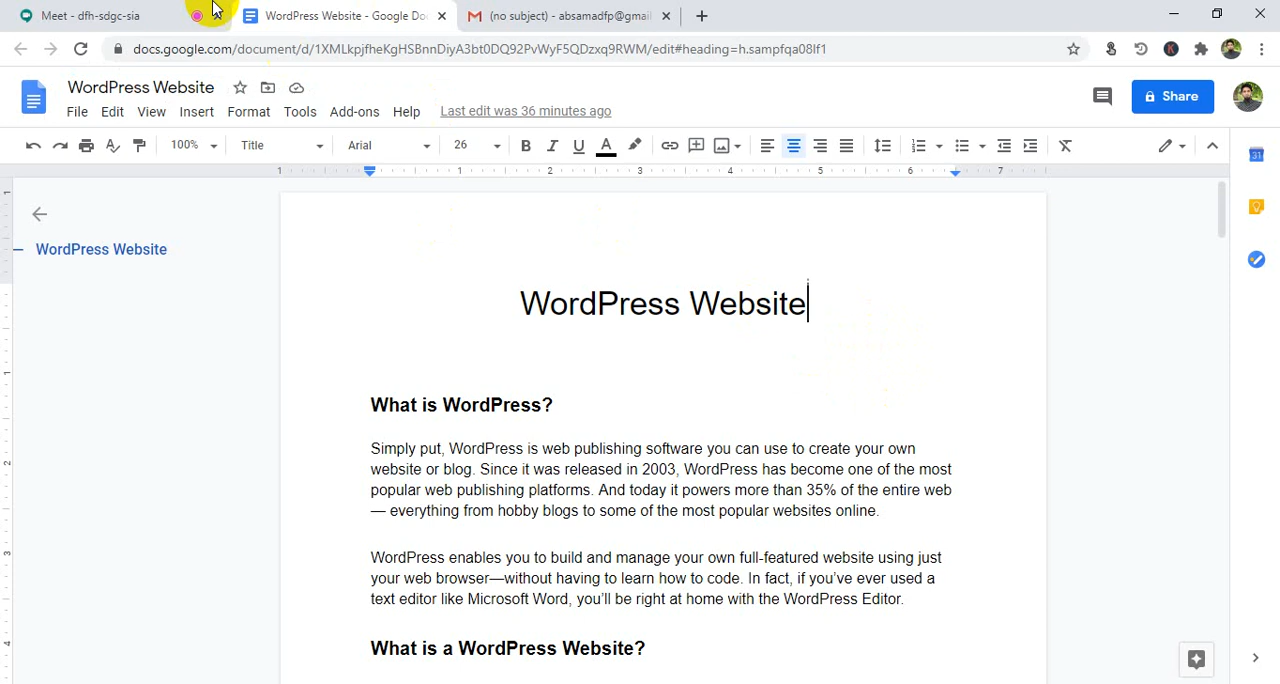 Meet - dfh-sdgc-sia
WordPress Website - Google Do
(no subject) - absamadfp@gmail
docs.google.com/document/d/1XMLkpjfheKgHSBnnDiyA3bt0DQ92PvWyF5QDzxq9RWM/edit#heading=h.sampfqa08lf1
WordPress Website
File Edit View Insert Format Tools Add-ons Help Last edit was 36 minutes ago
Share
100% Title Arial 26 B I U A
1 1 2 3 4 5 6 7
WordPress Website
WordPress Website
What is WordPress?
Simply put, WordPress is web publishing software you can use to create your own
website or blog. Since it was released in 2003, WordPress has become one of the most
popular web publishing platforms. And today it powers more than 35% of the entire web
— everything from hobby blogs to some of the most popular websites online.
WordPress enables you to build and manage your own full-featured website using just
your web browser—without having to learn how to code. In fact, if you’ve ever used a
text editor like Microsoft Word, you’ll be right at home with the WordPress Editor.
What is a WordPress Website?